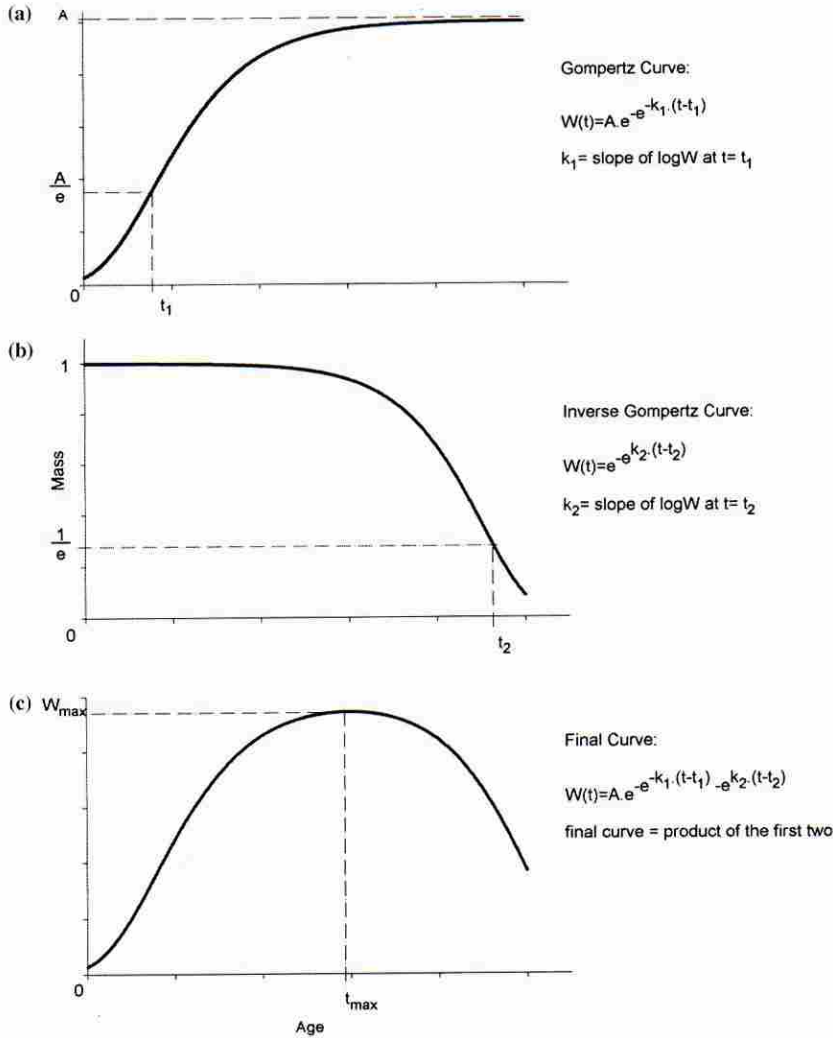 (a)
A
A
e
0
t1
Gompertz Curve:
W(t)=A.e^-e^-k1.(t-t1)
k1= slope of logW at t= t1
(b)
1
Mass
1
e
0
t2
Inverse Gompertz Curve:
W(t)=e^-e^k2.(t-t2)
k2= slope of logW at t= t2
(c)
Wmax
0
tmax
Age
Final Curve:
W(t)=A.e^-e^-k1.(t-t1) -e^k2.(t-t2)
final curve = product of the first two